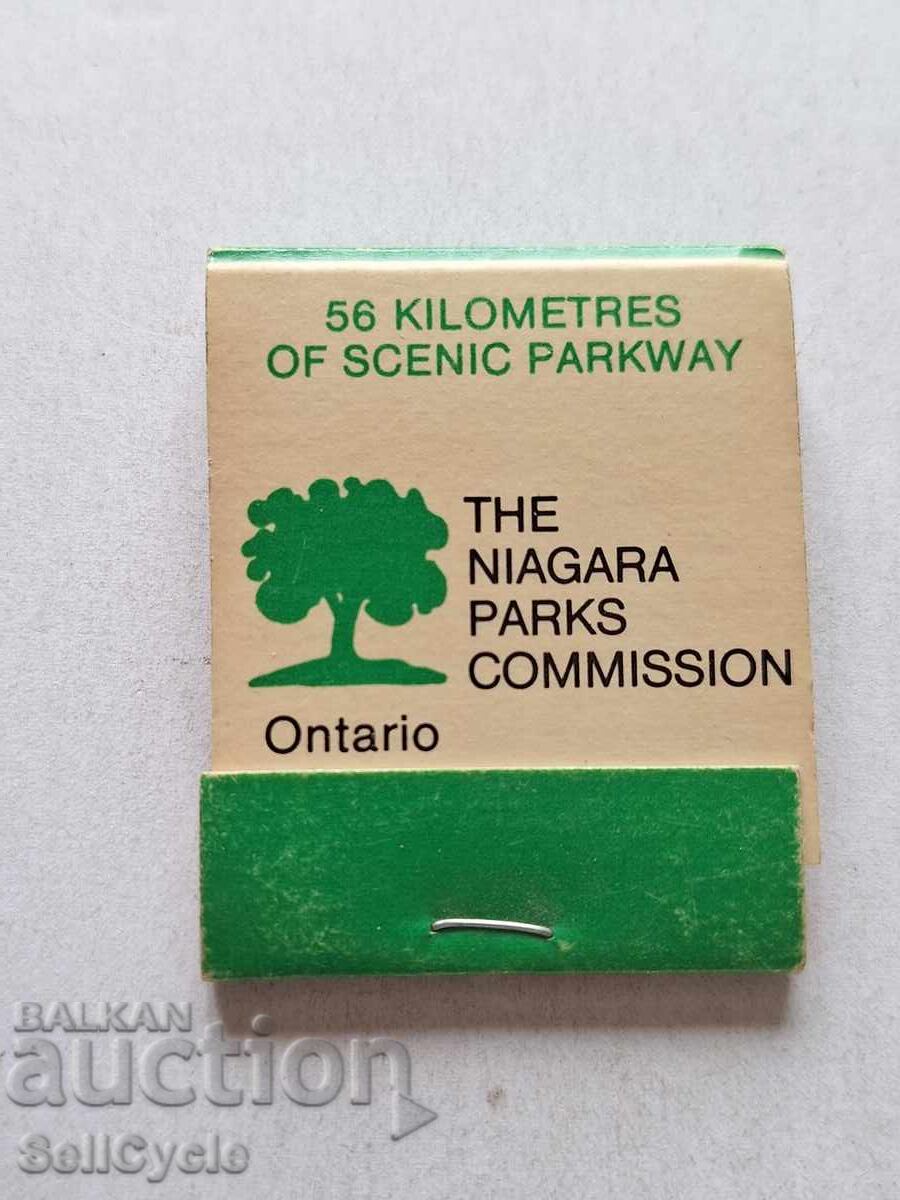 56 KILOMETRES
OF SCENIC PARKWAY
THE
NIAGARA
PARKS
COMMISSION
Ontario
BALKAN
auction
SellCycle